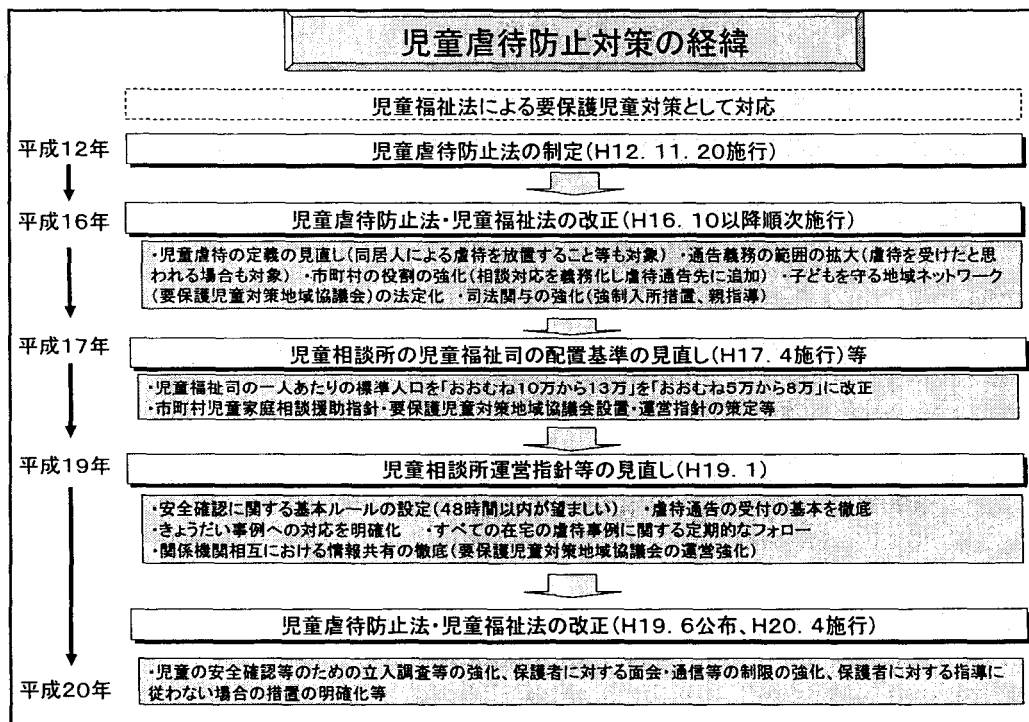 児童虐待防止対策の経緯
児童福祉法による要保護児童対策として対応
平成12年
児童虐待防止法の制定(H12. 11. 20施行)
平成16年
児童虐待防止法・児童福祉法の改正(H16. 10以降順次施行)
・児童虐待の定義の見直し(同居人による虐待を放置すること等も対象) ・通告義務の範囲の拡大(虐待を受けたと思
われる場合も対象) ・市町村の役割の強化(相談対応を義務化し虐待通告先に追加) ・子どもを守る地域ネットワーク
(要保護児童対策地域協議会)の法定化 ・司法関与の強化(強制入所措置、親指導)
平成17年
児童相談所の児童福祉司の配置基準の見直し(H17. 4施行)等
・児童福祉司の一人あたりの標準人口を「おおむね10万から13万」を「おおむね5万から8万」に改正
・市町村児童家庭相談援助指針・要保護児童対策地域協議会設置・運営指針の策定等
平成19年
児童相談所運営指針等の見直し(H19. 1)
・安全確認に関する基本ルールの設定(48時間以内が望ましい) ・虐待通告の受付の基本を徹底
・きょうだい事例への対応を明確化 ・すべての在宅の虐待事例に関する定期的なフォロー
・関係機関相互における情報共有の徹底(要保護児童対策地域協議会の運営強化)
児童虐待防止法・児童福祉法の改正(H19. 6公布、H20. 4施行)
平成20年
・児童の安全確認等のための立入調査等の強化、保護者に対する面会・通信等の制限の強化、保護者に対する指導に
従わない場合の措置の明確化等